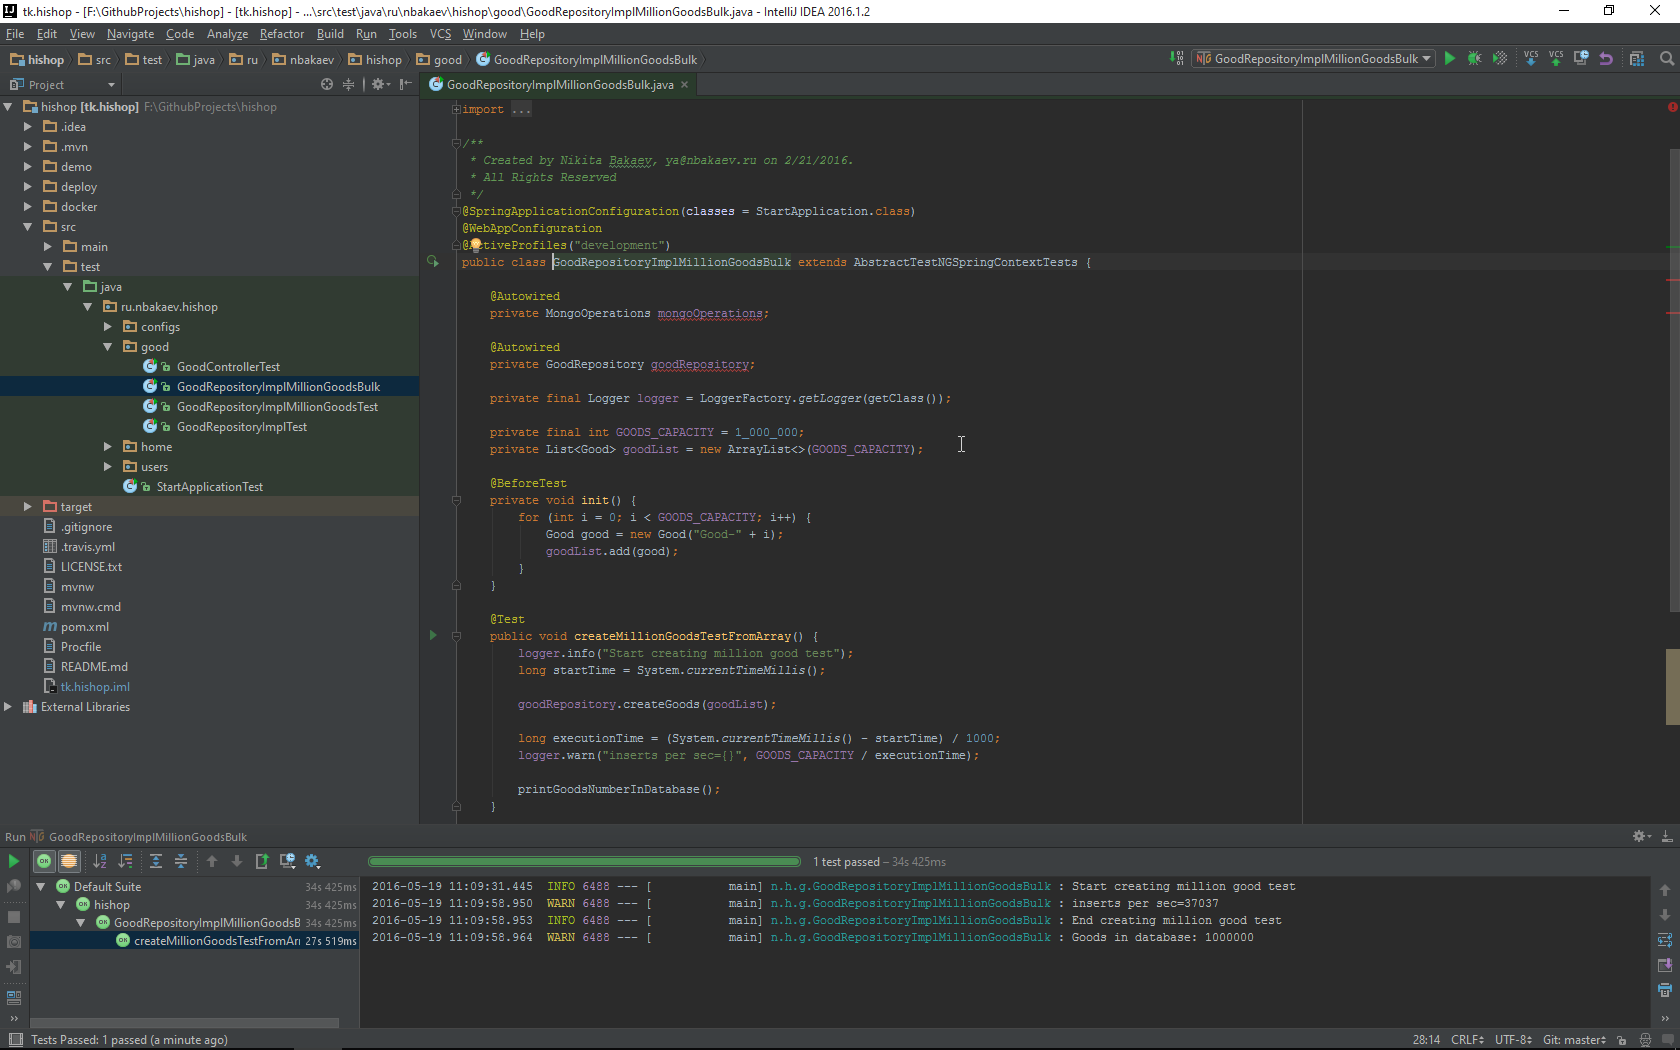 tk.hishop - [F:\GithubProjects\hishop] - [tk.hishop] - ...\src\test\java\ru\nbakaev\hishop\good\GoodRepositoryImplMillionGoodsBulk.java - IntelliJ IDEA 2016.1.2
File Edit View Navigate Code Analyze Refactor Build Run Tools VCS Window Help
hishop src test java ru nbakaev hishop good GoodRepositoryImplMillionGoodsBulk
GoodRepositoryImplMillionGoodsBulk VCS VCS
Project
GoodRepositoryImplMillionGoodsBulk.java
hishop [tk.hishop] F:\GithubProjects\hishop
.idea
.mvn
demo
deploy
docker
src
main
test
java
ru.nbakaev.hishop
configs
good
GoodControllerTest
GoodRepositoryImplMillionGoodsBulk
GoodRepositoryImplMillionGoodsTest
GoodRepositoryImplTest
home
users
StartApplicationTest
target
.gitignore
.travis.yml
LICENSE.txt
mvnw
mvnw.cmd
pom.xml
Procfile
README.md
tk.hishop.iml
External Libraries
import ...
/**
* Created by Nikita Bakaev, ya@nbakaev.ru on 2/21/2016.
* All Rights Reserved
*/
@SpringApplicationConfiguration(classes = StartApplication.class)
@WebAppConfiguration
@ActiveProfiles("development")
public class GoodRepositoryImplMillionGoodsBulk extends AbstractTestNGSpringContextTests {
@Autowired
private MongoOperations mongoOperations;
@Autowired
private GoodRepository goodRepository;
private final Logger logger = LoggerFactory.getLogger(getClass());
private final int GOODS_CAPACITY = 1_000_000;
private List<Good> goodList = new ArrayList<>(GOODS_CAPACITY);
@BeforeTest
private void init() {
for (int i = 0; i < GOODS_CAPACITY; i++) {
Good good = new Good("Good-" + i);
goodList.add(good);
}
}
@Test
public void createMillionGoodsTestFromArray() {
logger.info("Start creating million good test");
long startTime = System.currentTimeMillis();
goodRepository.createGoods(goodList);
long executionTime = (System.currentTimeMillis() - startTime) / 1000;
logger.warn("inserts per sec={}", GOODS_CAPACITY / executionTime);
printGoodsNumberInDatabase();
}
Run GoodRepositoryImplMillionGoodsBulk
1 test passed – 34s 425ms
Default Suite 34s 425ms
hishop 34s 425ms
GoodRepositoryImplMillionGoodsB 34s 425ms
createMillionGoodsTestFromArr 27s 519ms
2016-05-19 11:09:31.445 INFO 6488 --- [ main] n.h.g.GoodRepositoryImplMillionGoodsBulk : Start creating million good test
2016-05-19 11:09:58.950 WARN 6488 --- [ main] n.h.g.GoodRepositoryImplMillionGoodsBulk : inserts per sec=37037
2016-05-19 11:09:58.953 INFO 6488 --- [ main] n.h.g.GoodRepositoryImplMillionGoodsBulk : End creating million good test
2016-05-19 11:09:58.964 WARN 6488 --- [ main] n.h.g.GoodRepositoryImplMillionGoodsBulk : Goods in database: 1000000
Tests Passed: 1 passed (a minute ago)
28:14 CRLF UTF-8 Git: master